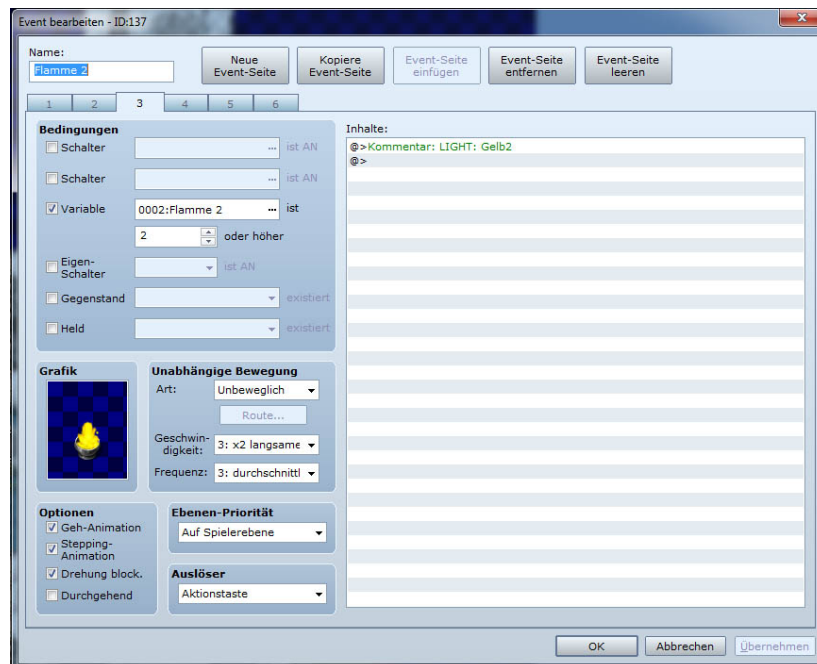 Event bearbeiten - ID:137
Name:
Flamme 2
Neue
Event-Seite
Kopiere
Event-Seite
Event-Seite
einfügen
Event-Seite
entfernen
Event-Seite
leeren
1 2 3 4 5 6
Bedingungen
Schalter ... ist AN
Schalter ... ist AN
Variable 0002:Flamme 2 ... ist
2 oder höher
Eigen-
Schalter ist AN
Gegenstand existiert
Held existiert
Grafik
Unabhängige Bewegung
Art: Unbeweglich
Route...
Geschwin-
digkeit: 3: x2 langsame
Frequenz: 3: durchschnittl
Optionen
Geh-Animation
Stepping-
Animation
Drehung block.
Durchgehend
Ebenen-Priorität
Auf Spielerebene
Auslöser
Aktionstaste
Inhalte:
@>Kommentar: LIGHT: Gelb2
@>
OK Abbrechen Übernehmen